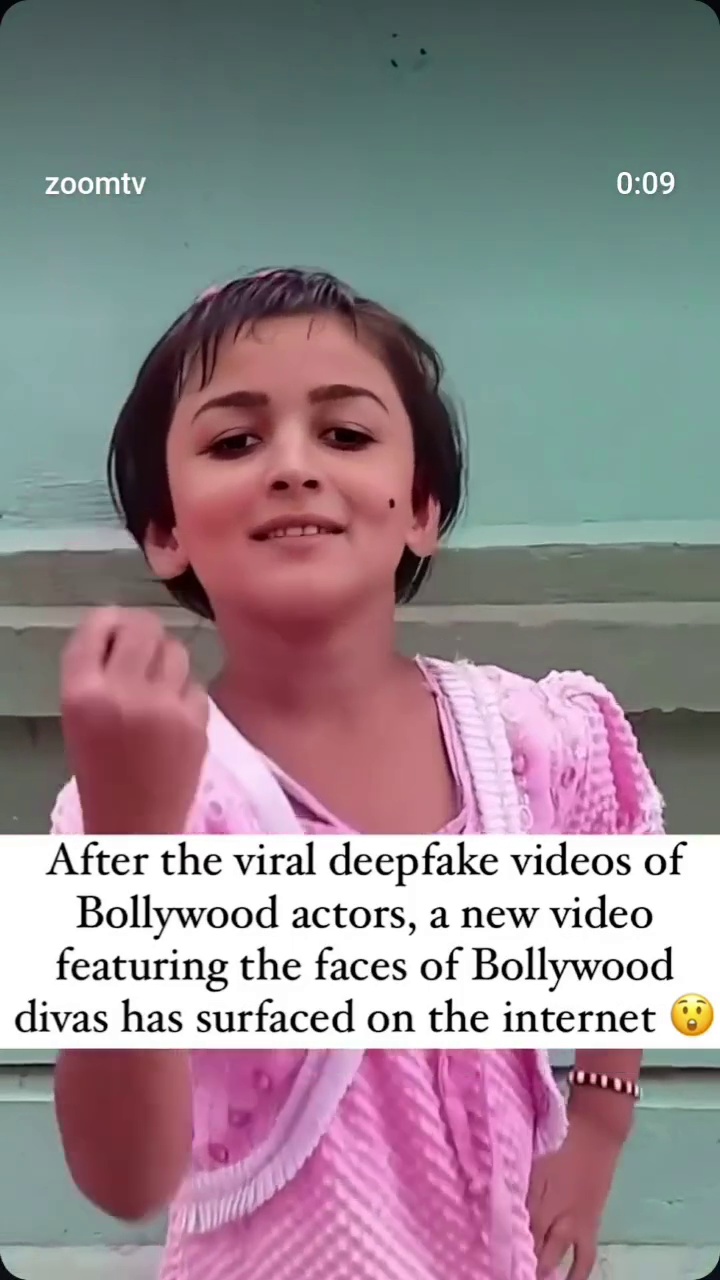 zoomtv
0:09
After the viral deepfake videos of
Bollywood actors, a new video
featuring the faces of Bollywood
divas has surfaced on the internet 😲